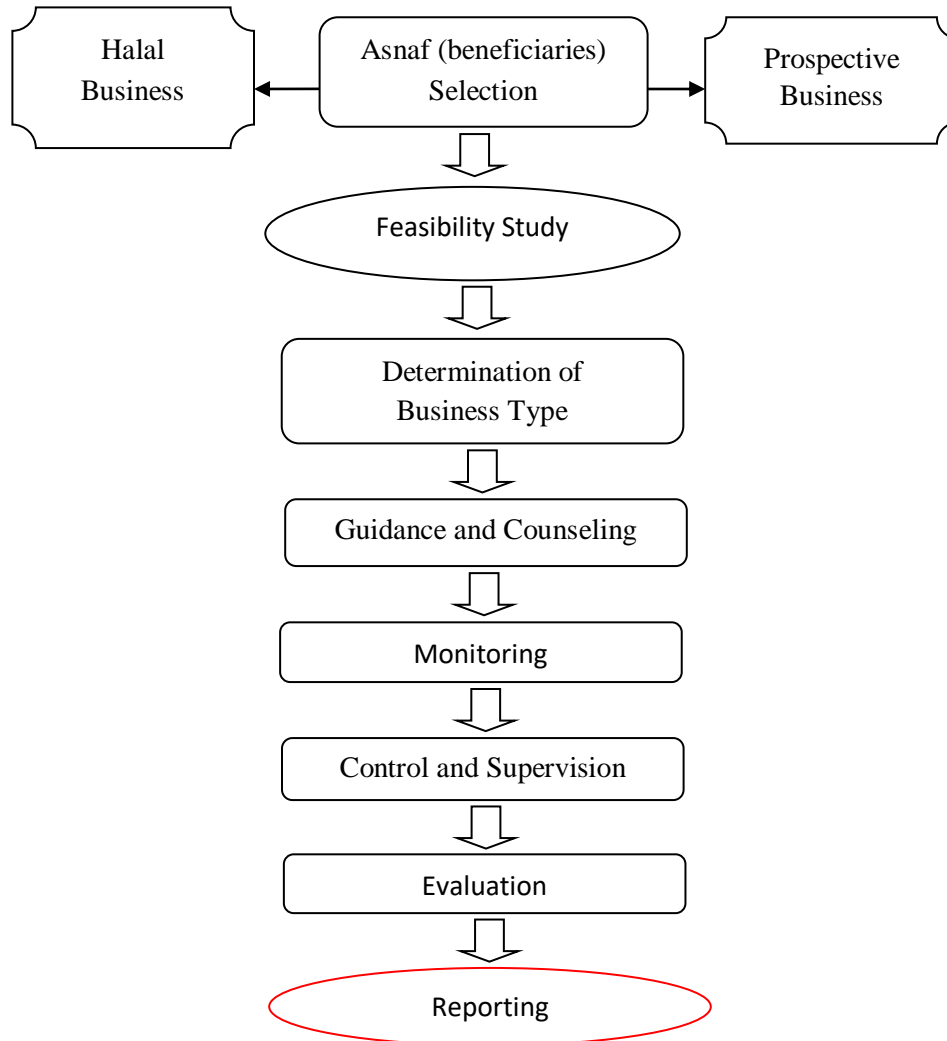 Halal
Business
Asnaf (beneficiaries)
Selection
Prospective
Business
Feasibility Study
Determination of
Business Type
Guidance and Counseling
Monitoring
Control and Supervision
Evaluation
Reporting